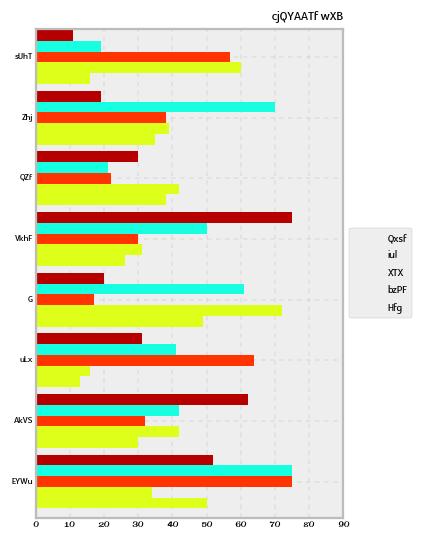 cjQYAATf wXB
sUhT
Zhj
QZf
VkhF
G
uLx
AkVS
EYWu
Qxsf
iul
XTX
bzPF
Hfg
0 10 20 30 40 50 60 70 80 90